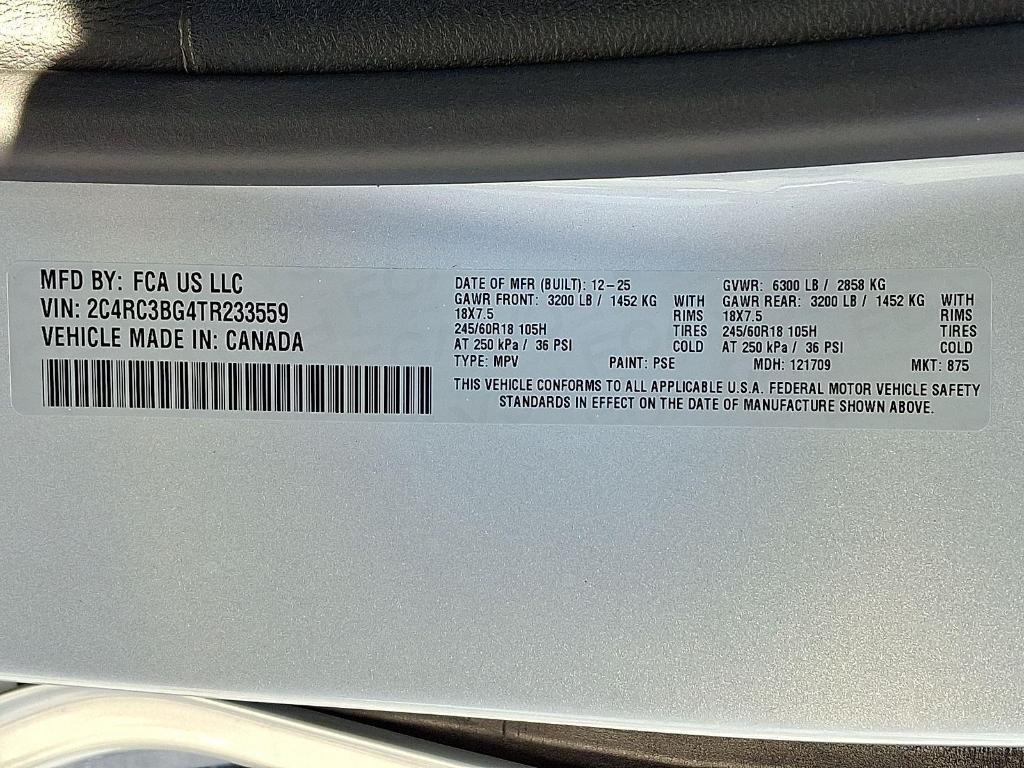 MFD BY: FCA US LLC
VIN: 2C4RC3BG4TR233559
VEHICLE MADE IN: CANADA
DATE OF MFR (BUILT): 12-25 GVWR: 6300 LB / 2858 KG
GAWR FRONT: 3200 LB / 1452 KG WITH GAWR REAR: 3200 LB / 1452 KG WITH
18X7.5 RIMS 18X7.5 RIMS
245/60R18 105H TIRES 245/60R18 105H TIRES
AT 250 kPa / 36 PSI COLD AT 250 kPa / 36 PSI COLD
TYPE: MPV PAINT: PSE MDH: 121709 MKT: 875
THIS VEHICLE CONFORMS TO ALL APPLICABLE U.S.A. FEDERAL MOTOR VEHICLE SAFETY
STANDARDS IN EFFECT ON THE DATE OF MANUFACTURE SHOWN ABOVE.